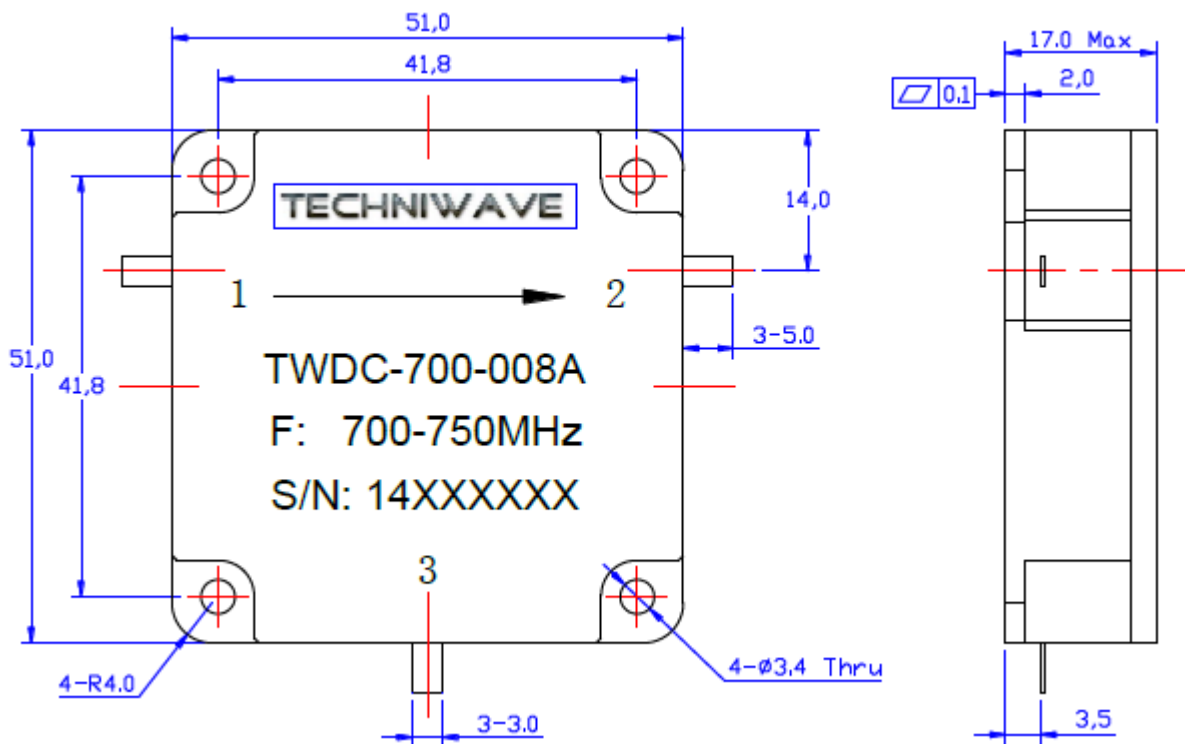 51,0
17.0 Max
41,8
2,0
0.1
TECHNIWAVE
14,0
1
2
3-5.0
51,0
41,8
TWDC-700-008A
F: 700-750MHz
S/N: 14XXXXXX
3
4-R4.0
4-ø3.4 Thru
3-3.0
3,5